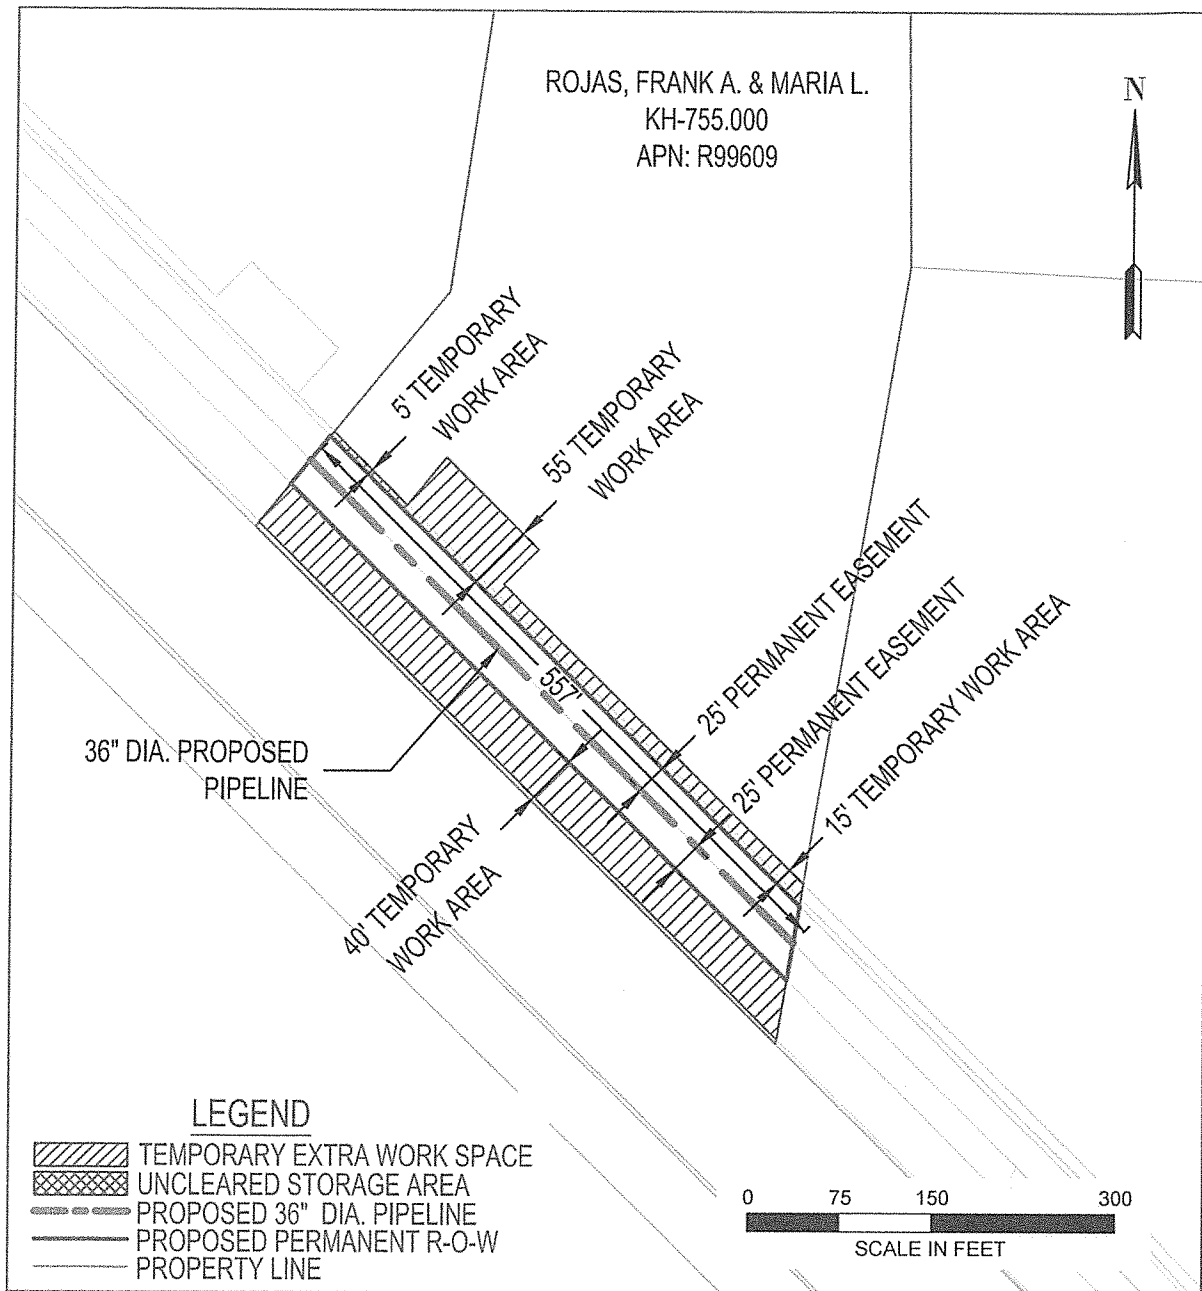 ROJAS, FRANK A. & MARIA L.
KH-755.000
APN: R99609
N
5' TEMPORARY
WORK AREA
55' TEMPORARY
WORK AREA
25' PERMANENT EASEMENT
25' PERMANENT EASEMENT
15' TEMPORARY WORK AREA
557'
36" DIA. PROPOSED
PIPELINE
40' TEMPORARY
WORK AREA
LEGEND
TEMPORARY EXTRA WORK SPACE
UNCLEARED STORAGE AREA
PROPOSED 36" DIA. PIPELINE
PROPOSED PERMANENT R-O-W
PROPERTY LINE
0 75 150 300
SCALE IN FEET